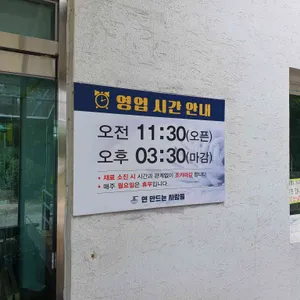 영업 시간 안내
오전 11:30(오픈)
오후 03:30(마감)
• 재료 소진 시 시간과 관계없이 조기마감 합니다.
• 매주 월요일은 휴무입니다.
면 만드는 사람들